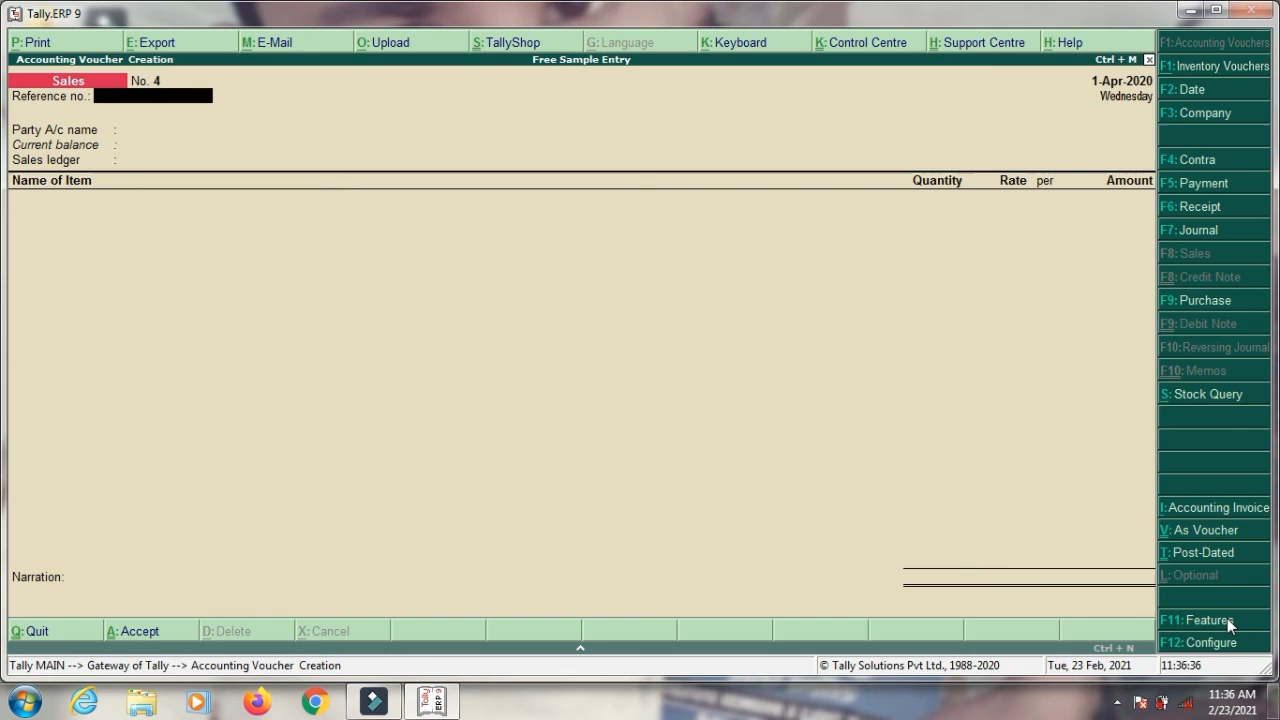 Tally.ERP 9
P: Print E: Export M: E-Mail O: Upload S: TallyShop G: Language K: Keyboard K: Control Centre H: Support Centre H: Help
Accounting Voucher Creation Free Sample Entry Ctrl + M
Sales No. 4 1-Apr-2020
Reference no.: Wednesday
Party A/c name :
Current balance :
Sales ledger :
Name of Item Quantity Rate per Amount
Narration:
F1: Accounting Vouchers
F1: Inventory Vouchers
F2: Date
F3: Company
F4: Contra
F5: Payment
F6: Receipt
F7: Journal
F8: Sales
F8: Credit Note
F9: Purchase
F9: Debit Note
F10: Reversing Journal
F10: Memos
S: Stock Query
I: Accounting Invoice
V: As Voucher
T: Post-Dated
L: Optional
F11: Features
F12: Configure
Q: Quit A: Accept D: Delete X: Cancel
Ctrl + N
Tally MAIN --> Gateway of Tally --> Accounting Voucher Creation © Tally Solutions Pvt Ltd., 1988-2020 Tue, 23 Feb, 2021 11:36:36
Tally ERP 9
11:36 AM
2/23/2021